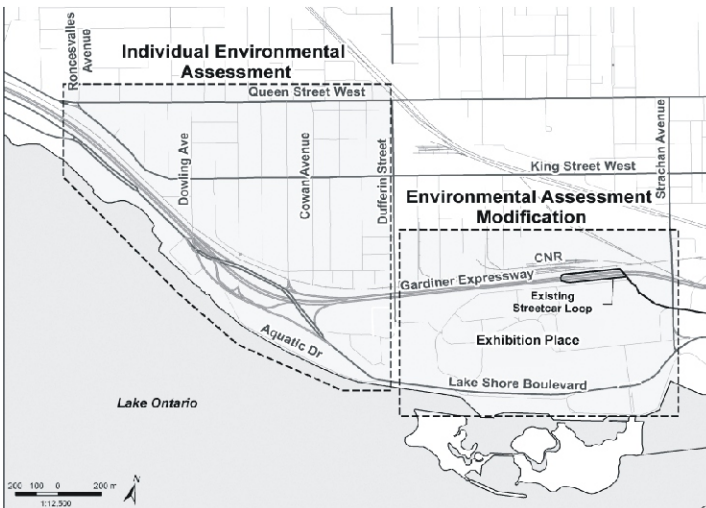 Roncesvalles
Avenue
Individual Environmental
Assessment
Queen Street West
Dowling Ave
Cowan Avenue
Dufferin Street
Strachan Avenue
King Street West
Environmental Assessment
Modification
CNR
Gardiner Expressway
Existing
Streetcar Loop
Exhibition Place
Aquatic Dr
Lake Shore Boulevard
Lake Ontario
200 100 0 200 m
N
1:12,500